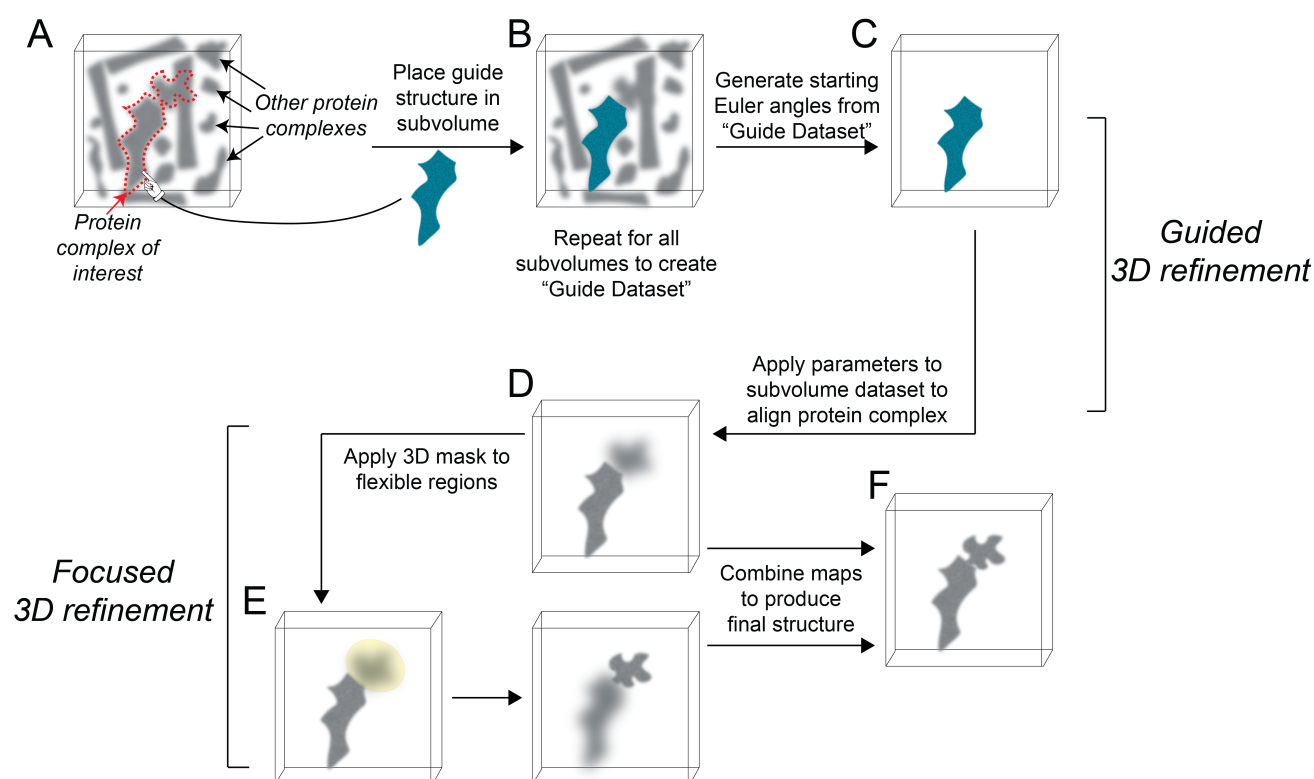 A
Other protein
complexes
Protein
complex of
interest
Place guide
structure in
subvolume
B
Repeat for all
subvolumes to create
“Guide Dataset”
Generate starting
Euler angles from
“Guide Dataset”
C
Guided
3D refinement
Apply parameters to
subvolume dataset to
align protein complex
D
Apply 3D mask to
flexible regions
Focused
3D refinement
E
Combine maps
to produce
final structure
F